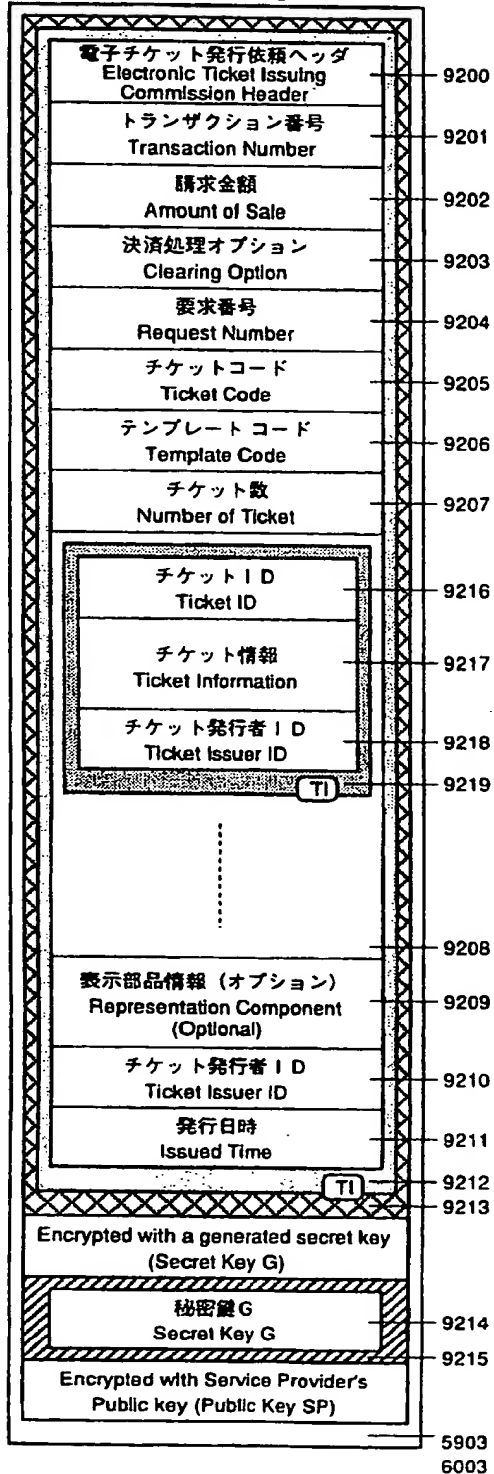 電子チケット発行依頼ヘッダ
Electronic Ticket Issuing
Commission Header
9200
トランザクション番号
Transaction Number
9201
請求金額
Amount of Sale
9202
決済処理オプション
Clearing Option
9203
要求番号
Request Number
9204
チケットコード
Ticket Code
9205
テンプレート コード
Template Code
9206
チケット数
Number of Ticket
9207
チケットID
Ticket ID
9216
チケット情報
Ticket Information
9217
チケット発行者ID
Ticket Issuer ID
9218
TI
9219
9208
表示部品情報（オプション）
Representation Component
(Optional)
9209
チケット発行者ID
Ticket Issuer ID
9210
発行日時
Issued Time
9211
TI
9212
9213
Encrypted with a generated secret key
(Secret Key G)
秘密鍵G
Secret Key G
9214
9215
Encrypted with Service Provider's
Public key (Public Key SP)
5903
6003